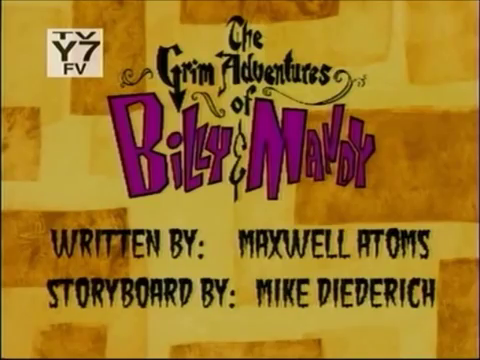 TV
Y7
FV
The
Grim Adventures
of
Billy & Mandy
WRITTEN BY: MAXWELL ATOMS
STORYBOARD BY: MIKE DIEDERICH